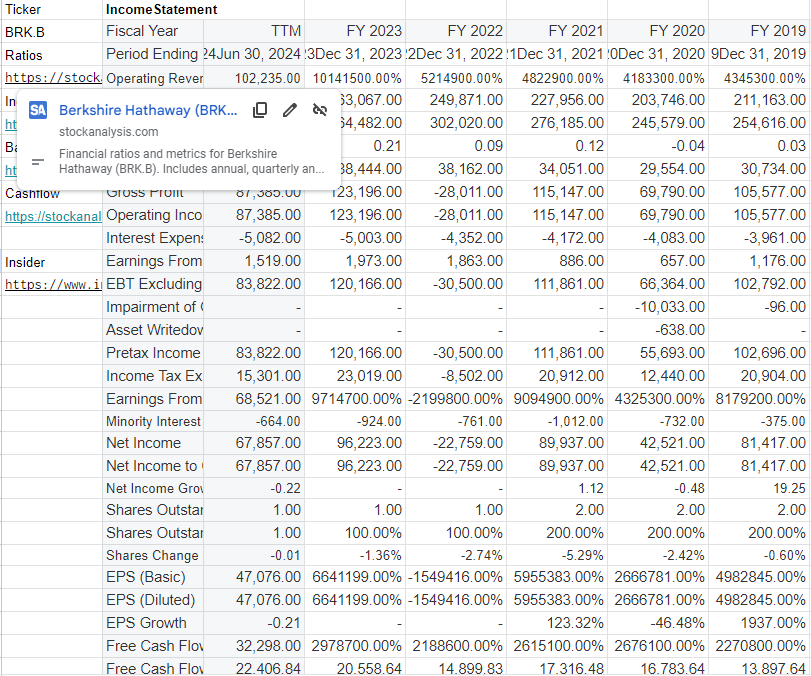 Ticker IncomeStatement
BRK.B Fiscal Year TTM FY 2023 FY 2022 FY 2021 FY 2020 FY 2019
Ratios Period Ending 24Jun 30, 2024 3Dec 31, 2023 2Dec 31, 2022 1Dec 31, 2021 0Dec 31, 2020 9Dec 31, 2019
https://stock Operating Rever 102,235.00 10141500.00% 5214900.00% 4822900.00% 4183300.00% 4345300.00%
In 63,067.00 249,871.00 227,956.00 203,746.00 211,163.00
SA Berkshire Hathaway (BRK...
ht 64,482.00 302,020.00 276,185.00 245,579.00 254,616.00
stockanalysis.com
Ba 0.21 0.09 0.12 -0.04 0.03
Financial ratios and metrics for Berkshire
ht 38,444.00 38,162.00 34,051.00 29,554.00 30,734.00
Hathaway (BRK.B). Includes annual, quarterly an...
Cashflow Gross Profit 87,385.00 123,196.00 -28,011.00 115,147.00 69,790.00 105,577.00
https://stockanal Operating Inco 87,385.00 123,196.00 -28,011.00 115,147.00 69,790.00 105,577.00
Interest Expens -5,082.00 -5,003.00 -4,352.00 -4,172.00 -4,083.00 -3,961.00
Insider Earnings From 1,519.00 1,973.00 1,863.00 886.00 657.00 1,176.00
https://www.in EBT Excluding 83,822.00 120,166.00 -30,500.00 111,861.00 66,364.00 102,792.00
Impairment of G - - - - -10,033.00 -96.00
Asset Writedow - - - - -638.00 -
Pretax Income 83,822.00 120,166.00 -30,500.00 111,861.00 55,693.00 102,696.00
Income Tax Ex 15,301.00 23,019.00 -8,502.00 20,912.00 12,440.00 20,904.00
Earnings From 68,521.00 9714700.00% -2199800.00% 9094900.00% 4325300.00% 8179200.00%
Minority Interest -664.00 -924.00 -761.00 -1,012.00 -732.00 -375.00
Net Income 67,857.00 96,223.00 -22,759.00 89,937.00 42,521.00 81,417.00
Net Income to 67,857.00 96,223.00 -22,759.00 89,937.00 42,521.00 81,417.00
Net Income Grow -0.22 - - 1.12 -0.48 19.25
Shares Outstar 1.00 1.00 1.00 2.00 2.00 2.00
Shares Outstar 1.00 100.00% 100.00% 200.00% 200.00% 200.00%
Shares Change -0.01 -1.36% -2.74% -5.29% -2.42% -0.60%
EPS (Basic) 47,076.00 6641199.00% -1549416.00% 5955383.00% 2666781.00% 4982845.00%
EPS (Diluted) 47,076.00 6641199.00% -1549416.00% 5955383.00% 2666781.00% 4982845.00%
EPS Growth -0.21 - - 123.32% -46.48% 1937.00%
Free Cash Flow 32,298.00 2978700.00% 2188600.00% 2615100.00% 2676100.00% 2270800.00%
Free Cash Flow 22,406.84 20,558.64 14,899.83 17,316.48 16,783.64 13,897.64